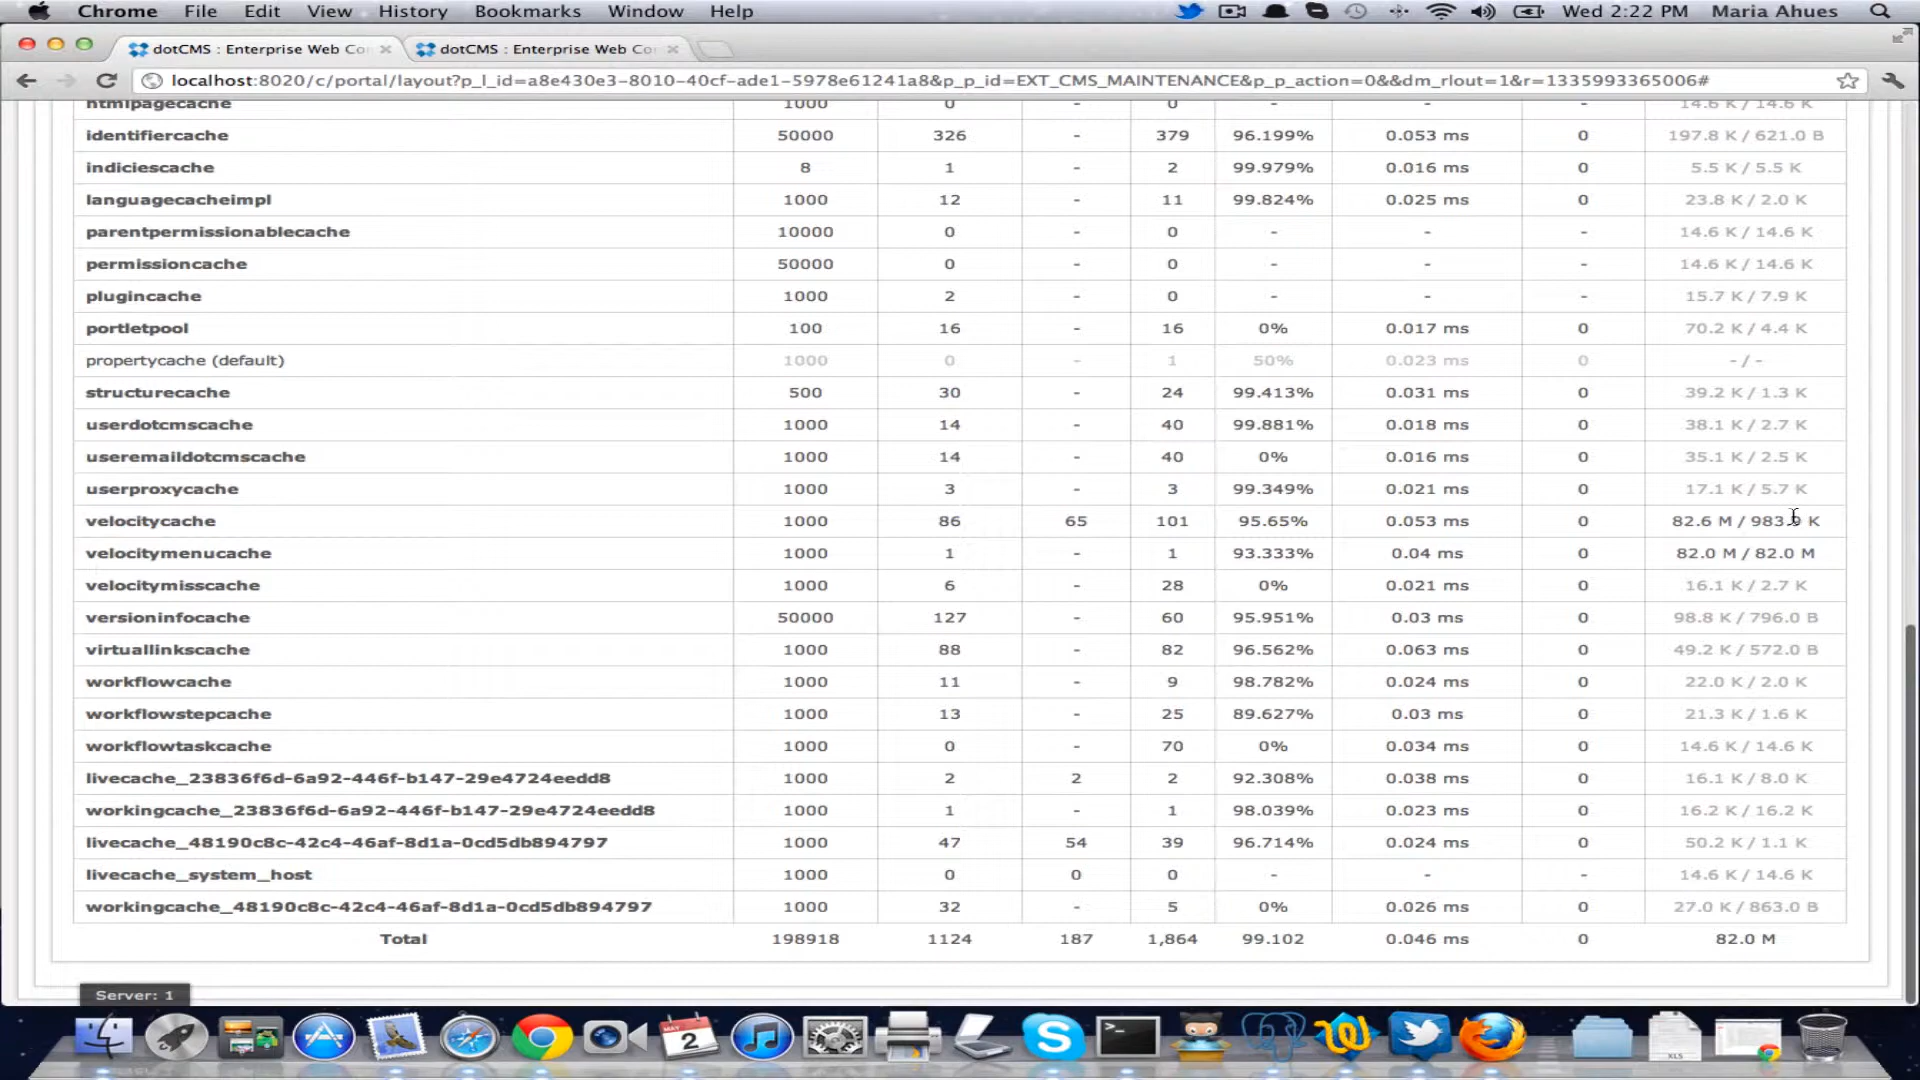 Chrome File Edit View History Bookmarks Window Help Wed 2:22 PM Maria Ahues
dotCMS : Enterprise Web Co dotCMS : Enterprise Web Co
localhost:8020/c/portal/layout?p_l_id=a8e430e3-8010-40cf-ade1-5978e61241a8&p_p_id=EXT_CMS_MAINTENANCE&p_p_action=0&&dm_rlout=1&r=1335993365006#
htmlpagecache 1000 0 - 0 - - - 14.6 K / 14.6 K
identifiercache 50000 326 - 379 96.199% 0.053 ms 0 197.8 K / 621.0 B
indiciescache 8 1 - 2 99.979% 0.016 ms 0 5.5 K / 5.5 K
languagecacheimpl 1000 12 - 11 99.824% 0.025 ms 0 23.8 K / 2.0 K
parentpermissionablecache 10000 0 - 0 - - - 14.6 K / 14.6 K
permissioncache 50000 0 - 0 - - - 14.6 K / 14.6 K
plugincache 1000 2 - 0 - - - 15.7 K / 7.9 K
portletpool 100 16 - 16 0% 0.017 ms 0 70.2 K / 4.4 K
propertycache (default) 1000 0 - 1 50% 0.023 ms 0 - / -
structurecache 500 30 - 24 99.413% 0.031 ms 0 39.2 K / 1.3 K
userdotcmscache 1000 14 - 40 99.881% 0.018 ms 0 38.1 K / 2.7 K
useremaildotcmscache 1000 14 - 40 0% 0.016 ms 0 35.1 K / 2.5 K
userproxycache 1000 3 - 3 99.349% 0.021 ms 0 17.1 K / 5.7 K
velocitycache 1000 86 65 101 95.65% 0.053 ms 0 82.6 M / K
velocitymenucache 1000 1 - 1 93.333% 0.04 ms 0 82.0 M / 82.0 M
velocitymisscache 1000 6 - 28 0% 0.021 ms 0 16.1 K / 2.7 K
versioninfocache 50000 127 - 60 95.951% 0.03 ms 0 98.8 K / 796.0 B
virtuallinkscache 1000 88 - 82 96.562% 0.063 ms 0 49.2 K / 572.0 B
workflowcache 1000 11 - 9 98.782% 0.024 ms 0 22.0 K / 2.0 K
workflowstepcache 1000 13 - 25 89.627% 0.03 ms 0 21.3 K / 1.6 K
workflowtaskcache 1000 0 - 70 0% 0.034 ms 0 14.6 K / 14.6 K
livecache_23836f6d-6a92-446f-b147-29e4724eedd8 1000 2 2 2 92.308% 0.038 ms 0 16.1 K / 8.0 K
workingcache_23836f6d-6a92-446f-b147-29e4724eedd8 1000 1 - 1 98.039% 0.023 ms 0 16.2 K / 16.2 K
livecache_48190c8c-42c4-46af-8d1a-0cd5db894797 1000 47 54 39 96.714% 0.024 ms 0 50.2 K / 1.1 K
livecache_system_host 1000 0 0 0 - - - 14.6 K / 14.6 K
workingcache_48190c8c-42c4-46af-8d1a-0cd5db894797 1000 32 - 5 0% 0.026 ms 0 27.0 K / 863.0 B
Total 198918 1124 187 1,864 99.102 0.046 ms 0 82.0 M
Server: 1
MAY
2
XLS